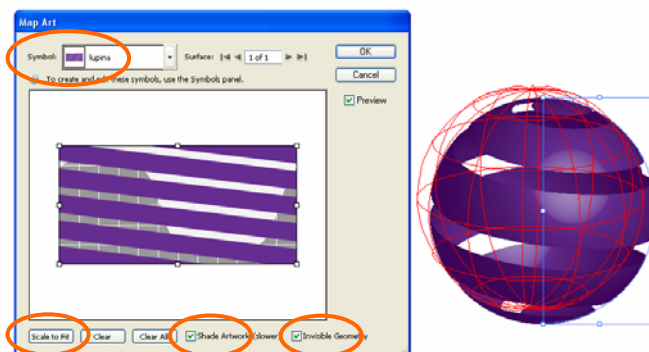 Map Art
Symbol: lupina Surface: 1 of 1
To create and edit these symbols, use the Symbols panel.
OK
Cancel
Preview
Scale to Fit Clear Clear All Shade Artwork (slower) Invisible Geometry